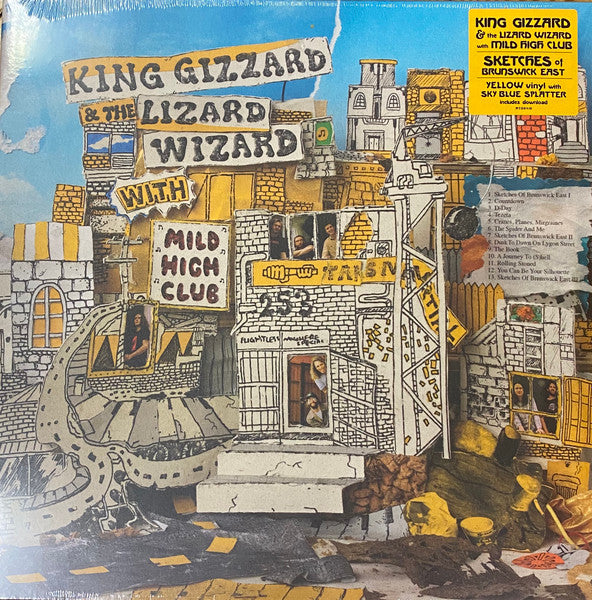 KING GIZZARD
& THE LIZARD
WIZARD
WITH
MILD
HIGH
CLUB
253
FLIGHTLESS
KING GIZZARD
& the LIZARD WIZARD
with MILD HIGH CLUB
SKETCHES of
BRUNSWICK EAST
YELLOW vinyl with
SKY BLUE SPLATTER
includes download
1. Sketches Of Brunswick East I
2. Countdown
3. D-Day
4. Tezeta
5. Cranes, Planes, Migraines
6. The Spider And Me
7. Sketches Of Brunswick East II
8. Dusk To Dawn On Lygon Street
9. The Book
10. A Journey To (S)hell
11. Rolling Stoned
12. You Can Be Your Silhouette
13. Sketches Of Brunswick East III